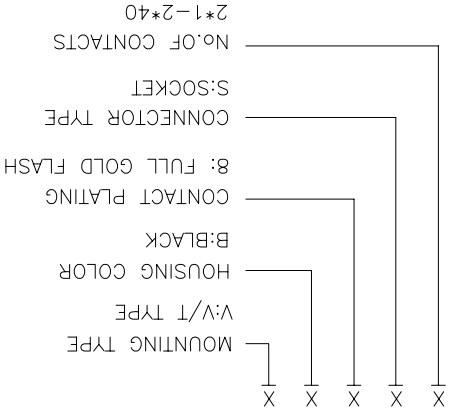 X X X X X
MOUNTING TYPE
V:V/T TYPE
HOUSING COLOR
B:BLACK
CONTACT PLATING
8: FULL GOLD FLASH
CONNECTOR TYPE
S:SOCKET
No.OF CONTACTS
2*1-2*40